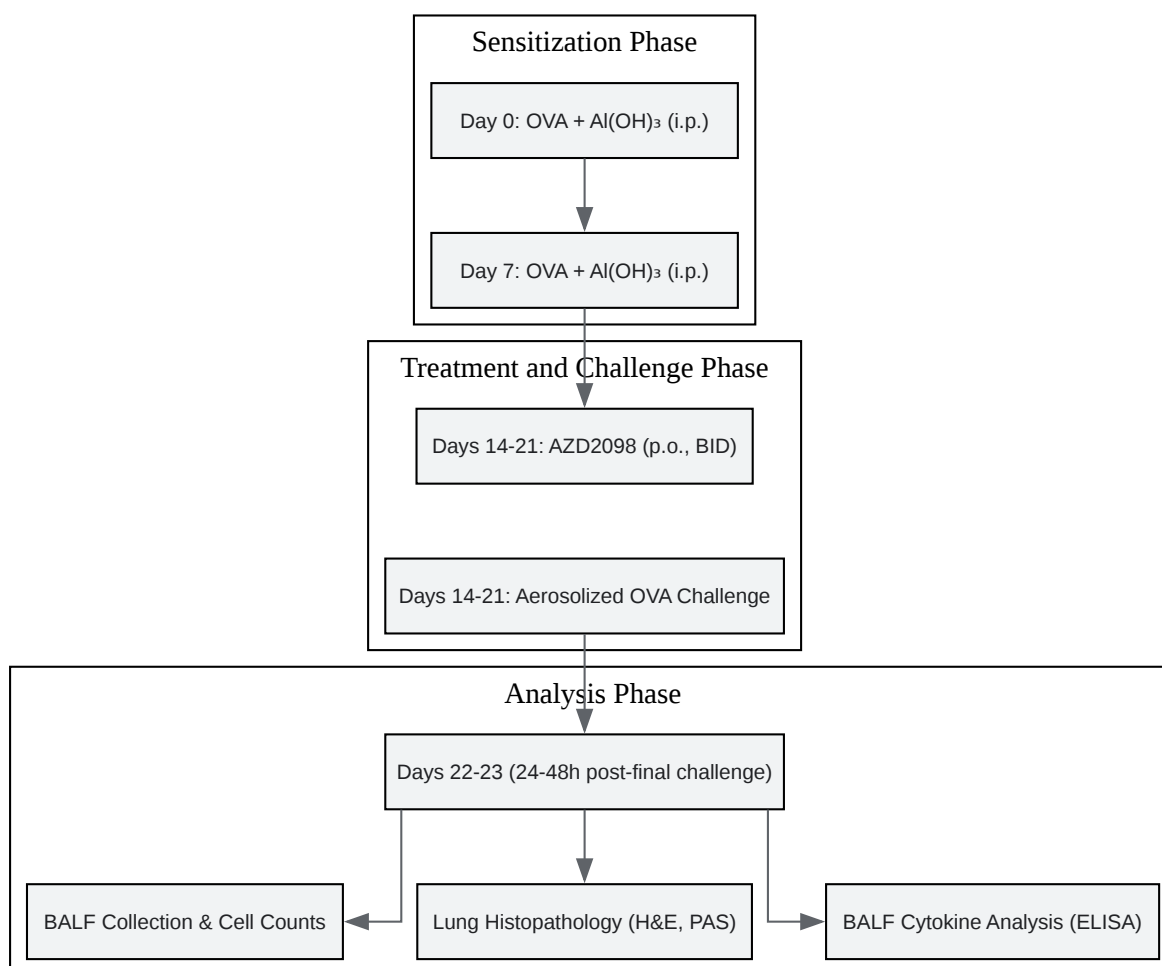 Sensitization Phase
Day 0: OVA + Al(OH)₃ (i.p.)
Day 7: OVA + Al(OH)₃ (i.p.)
Treatment and Challenge Phase
Days 14-21: AZD2098 (p.o., BID)
Days 14-21: Aerosolized OVA Challenge
Analysis Phase
Days 22-23 (24-48h post-final challenge)
BALF Collection & Cell Counts
Lung Histopathology (H&E, PAS)
BALF Cytokine Analysis (ELISA)